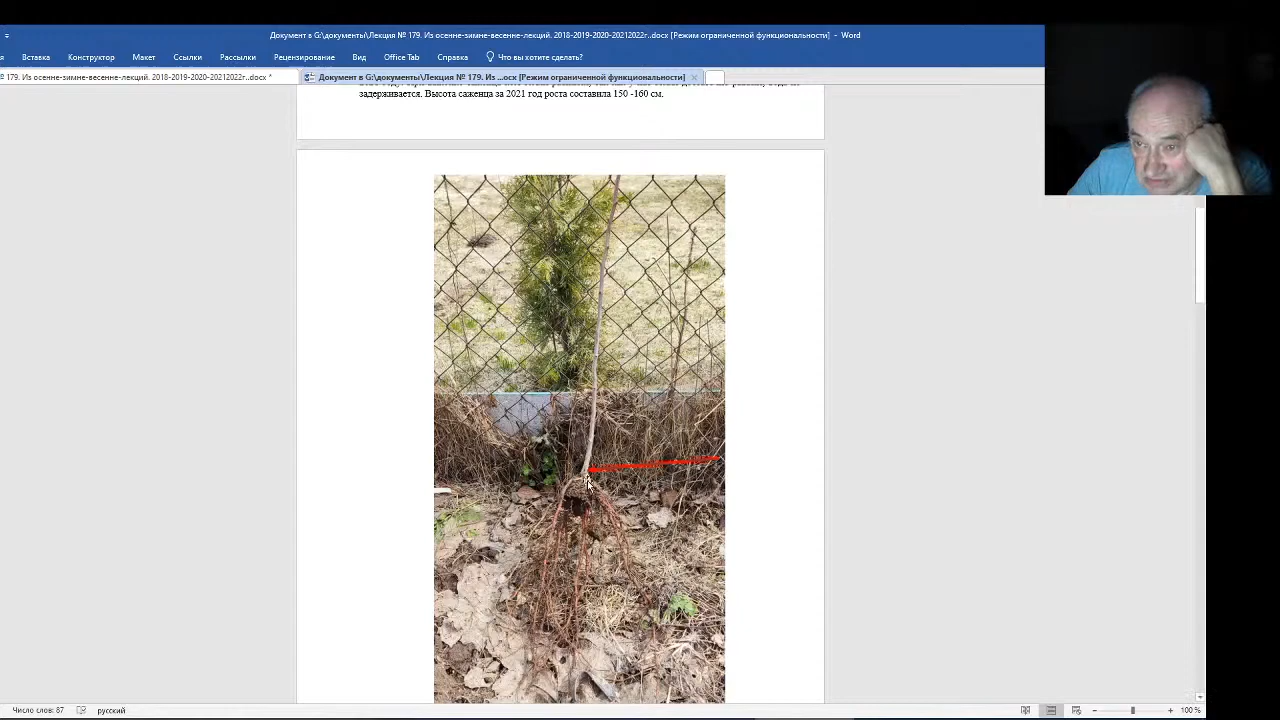 Документ в G:\документы\Лекция № 179. Из осенне-зимне-весенне-лекций. 2018-2019-2020-20212022г..docx [Режим ограниченной функциональности] - Word
Вставка Конструктор Макет Ссылки Рассылки Рецензирование Вид Office Tab Справка Что вы хотите сделать?
№ 179. Из осенне-зимне-весенне-лекций. 2018-2019-2020-20212022г..docx *
Документ в G:\документы\Лекция № 179. Из ...осх [Режим ограниченной функциональности]
задерживается. Высота саженца за 2021 год роста составила 150 -160 см.
Число слов: 87 русский 100 %